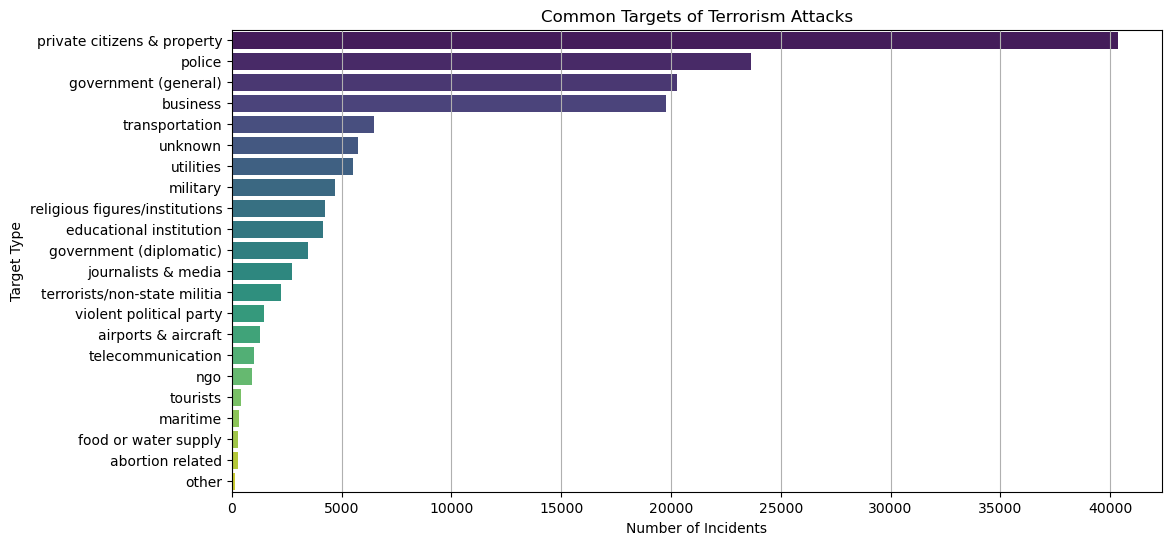 Common Targets of Terrorism Attacks
Target Type
private citizens & property
police
government (general)
business
transportation
unknown
utilities
military
religious figures/institutions
educational institution
government (diplomatic)
journalists & media
terrorists/non-state militia
violent political party
airports & aircraft
telecommunication
ngo
tourists
maritime
food or water supply
abortion related
other
0 5000 10000 15000 20000 25000 30000 35000 40000
Number of Incidents